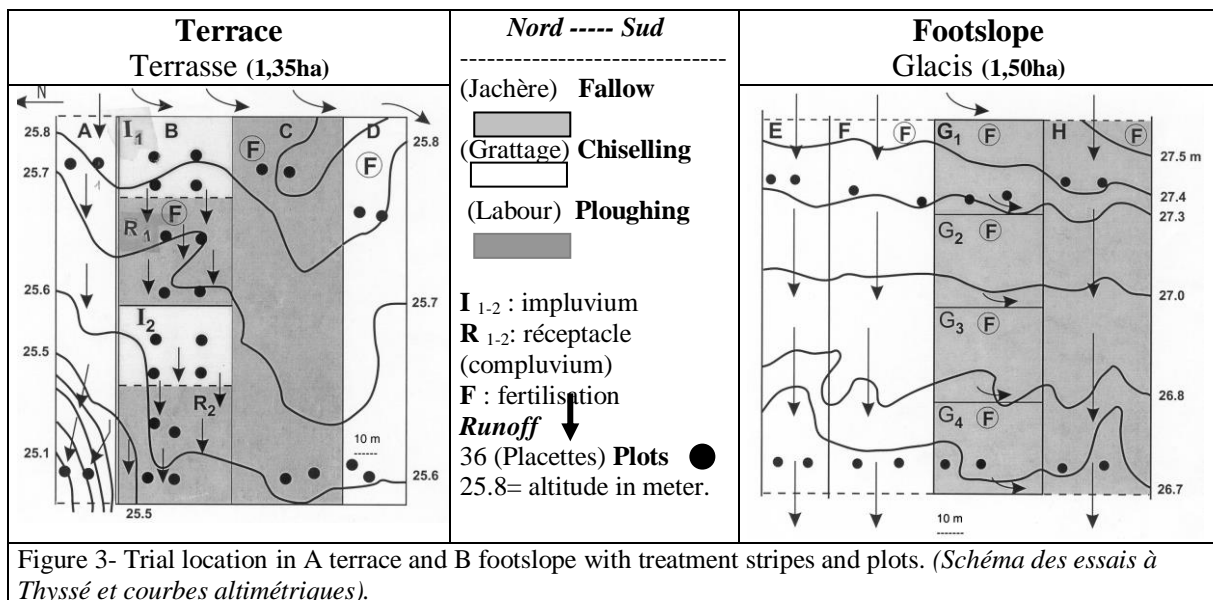 Terrace
Terrasse (1,35ha)
N
A
I1
B
C
D
25.8
25.7
F
F
R1
F
25.6
I2
25.5
R2
25.1
25.5
25.8
25.7
10 m
25.6
Nord ----- Sud
(Jachère) Fallow
(Grattage) Chiselling
(Labour) Ploughing
I 1-2 : impluvium
R 1-2: réceptacle
(compluvium)
F : fertilisation
Runoff
36 (Placettes) Plots
25.8= altitude in meter.
Footslope
Glacis (1,50ha)
E
F
F
G1
F
H
F
27.5 m
27.4
27.3
G2
F
27.0
G3
F
26.8
G4
F
26.7
10 m
Figure 3- Trial location in A terrace and B footslope with treatment stripes and plots. (Schéma des essais à
Thyssé et courbes altimétriques).